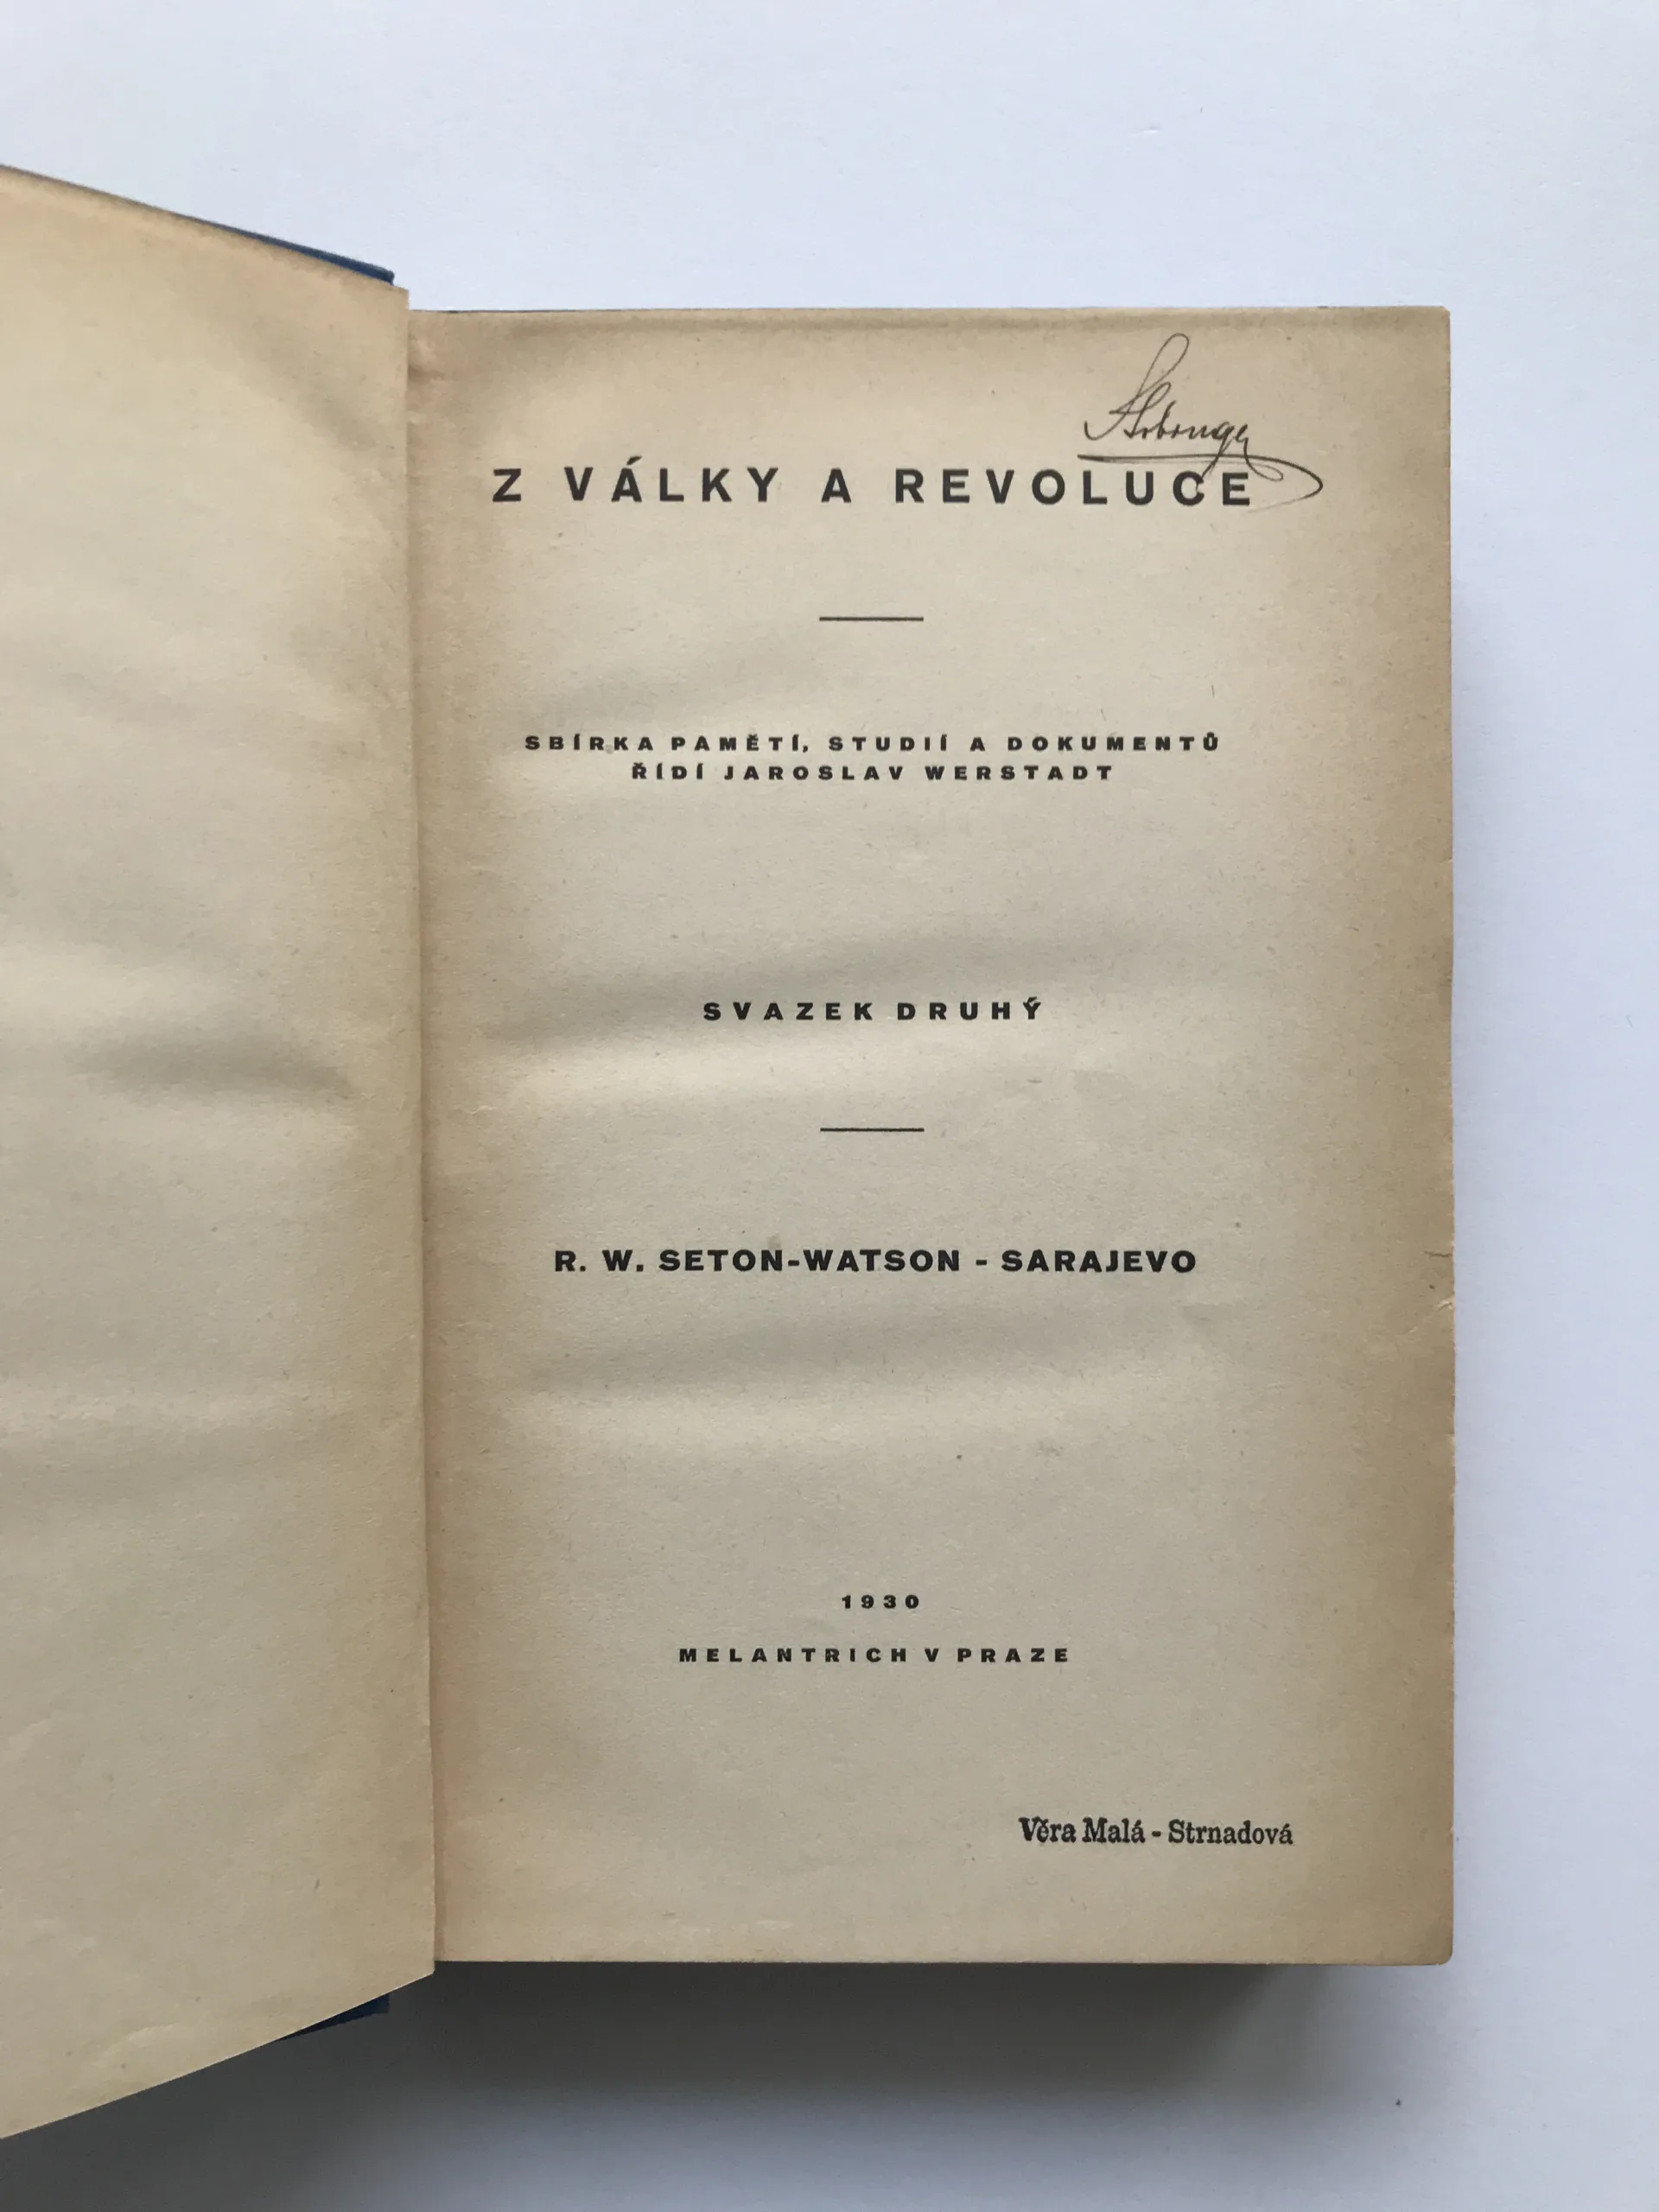 Z VÁLKY A REVOLUCE
SBÍRKA PAMĚTÍ, STUDIÍ A DOKUMENTŮ
ŘÍDÍ JAROSLAV WERSTADT
SVAZEK DRUHÝ
R. W. SETON-WATSON - SARAJEVO
1930
MELANTRICH V PRAZE
Věra Malá - Strnadová